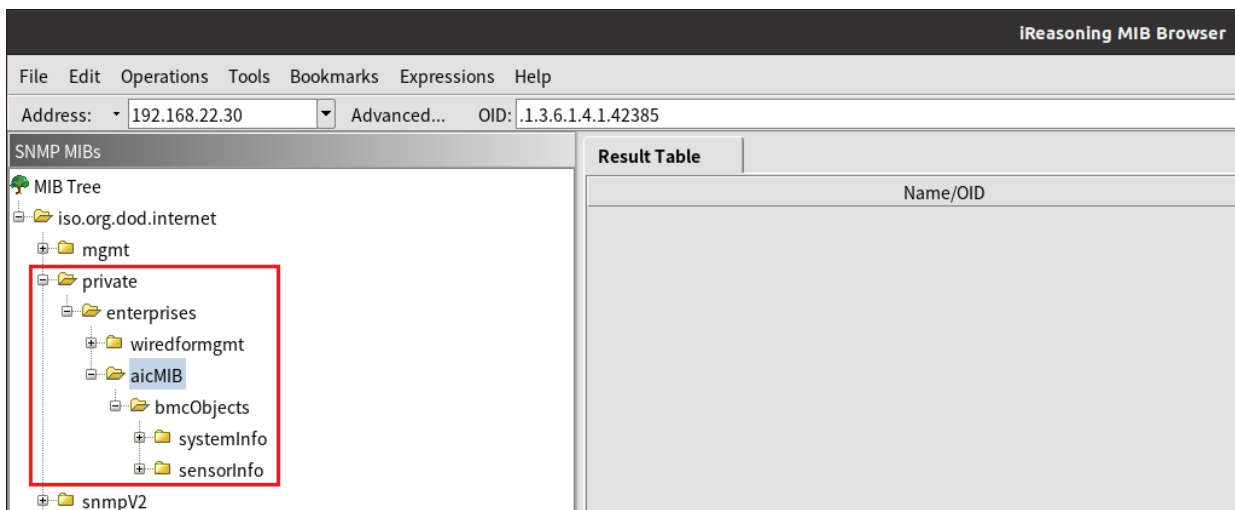 iReasoning MIB Browser
File Edit Operations Tools Bookmarks Expressions Help
Address: 192.168.22.30 Advanced... OID: .1.3.6.1.4.1.42385
SNMP MIBs
Result Table
MIB Tree
Name/OID
iso.org.dod.internet
mgmt
private
enterprises
wiredformgmt
aicMIB
bmcObjects
systemInfo
sensorInfo
snmpV2